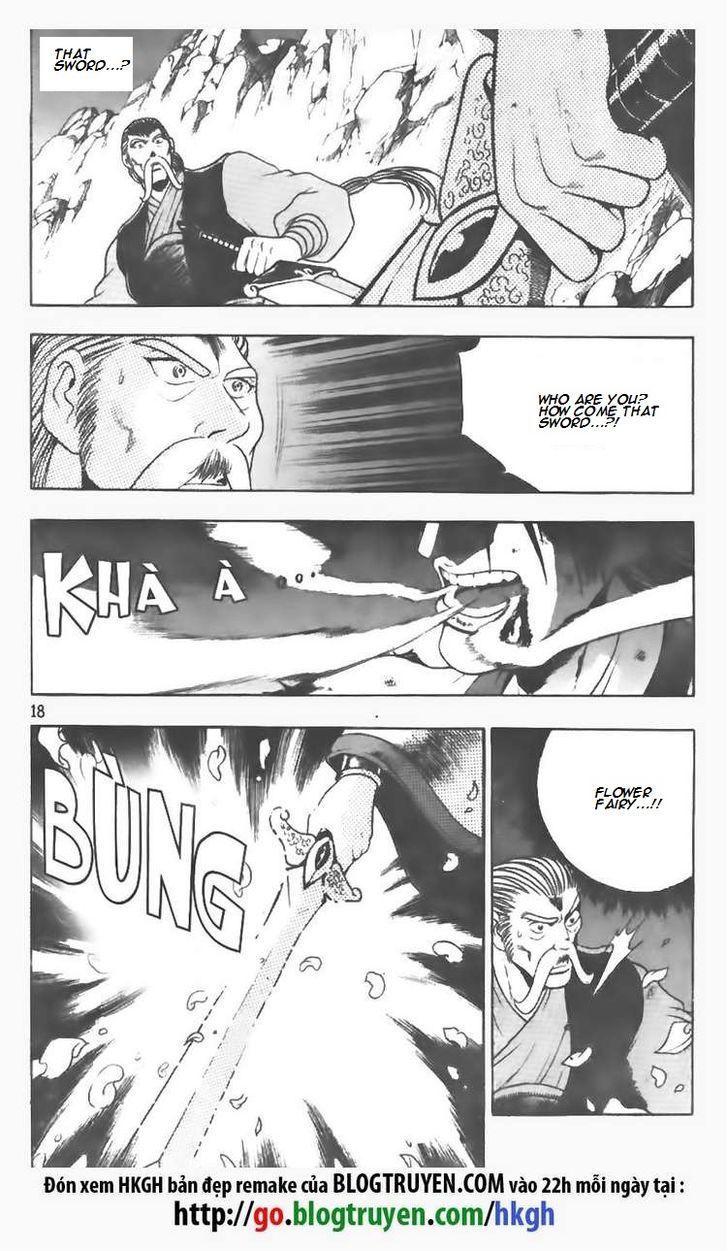 THAT
SWORD...?
WHO ARE YOU?
HOW COME THAT
SWORD...?!
KHÀ À ...
18
BÙNG
FLOWER
FAIRY...!!
Đón xem HKGH bản đẹp remake của BLOGTRUYEN.COM vào 22h mỗi ngày tại :
http://go.blogtruyen.com/hkgh